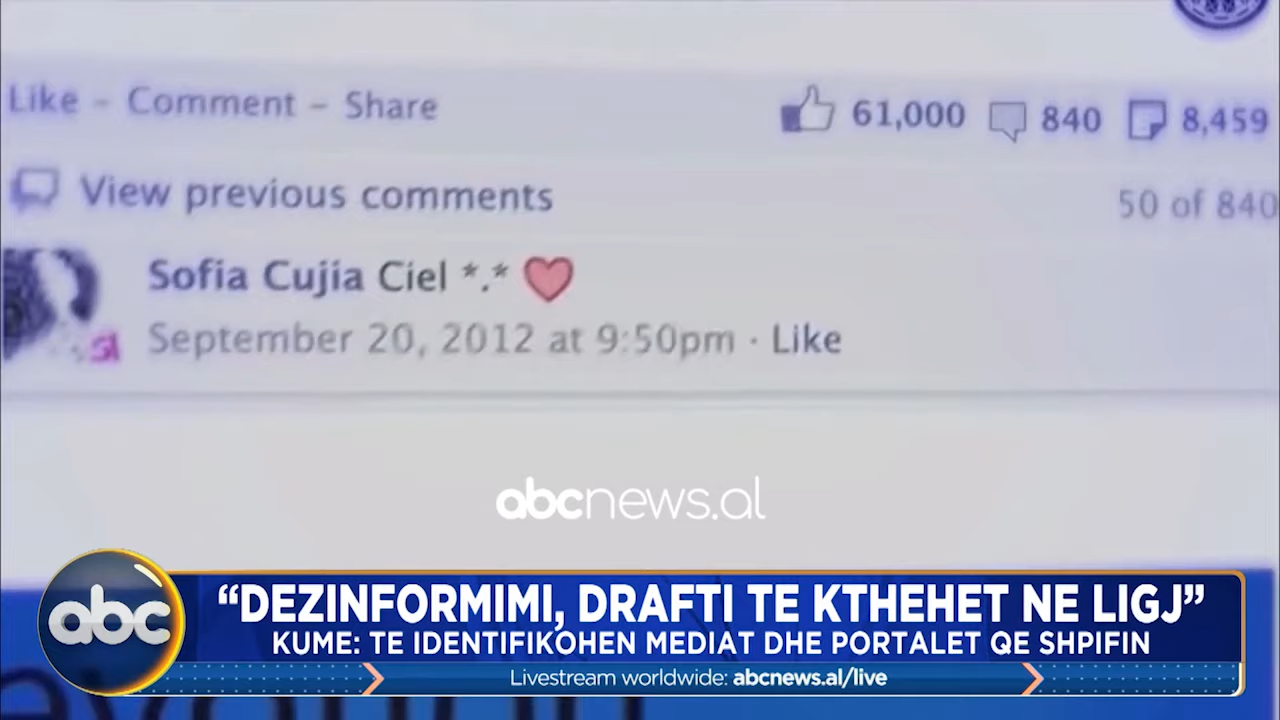 Like - Comment - Share
61,000 840 8,459
View previous comments
50 of 840
Sofia Cujia Ciel *.* ❤
September 20, 2012 at 9:50pm · Like
abcnews.al
abc
“DEZINFORMIMI, DRAFTI TE KTHEHET NE LIGJ”
KUME: TE IDENTIFIKOHEN MEDIAT DHE PORTALET QE SHPIFIN
Livestream worldwide: abcnews.al/live